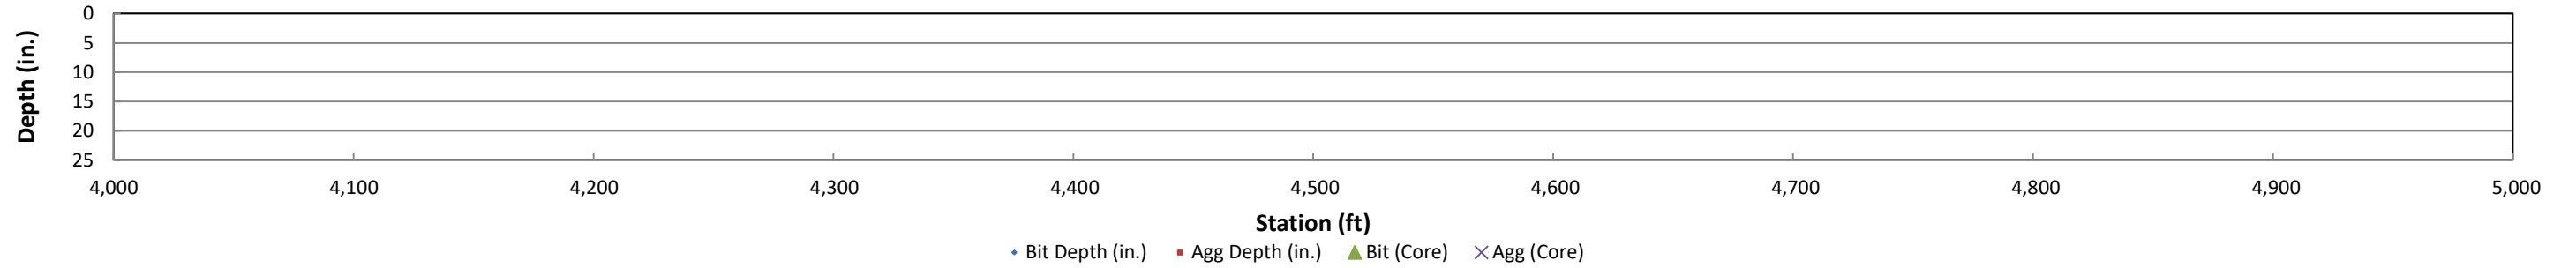 Depth (in.)
0
5
10
15
20
25
4,000 4,100 4,200 4,300 4,400 4,500 4,600 4,700 4,800 4,900 5,000
Station (ft)
Bit Depth (in.) Agg Depth (in.) Bit (Core) Agg (Core)